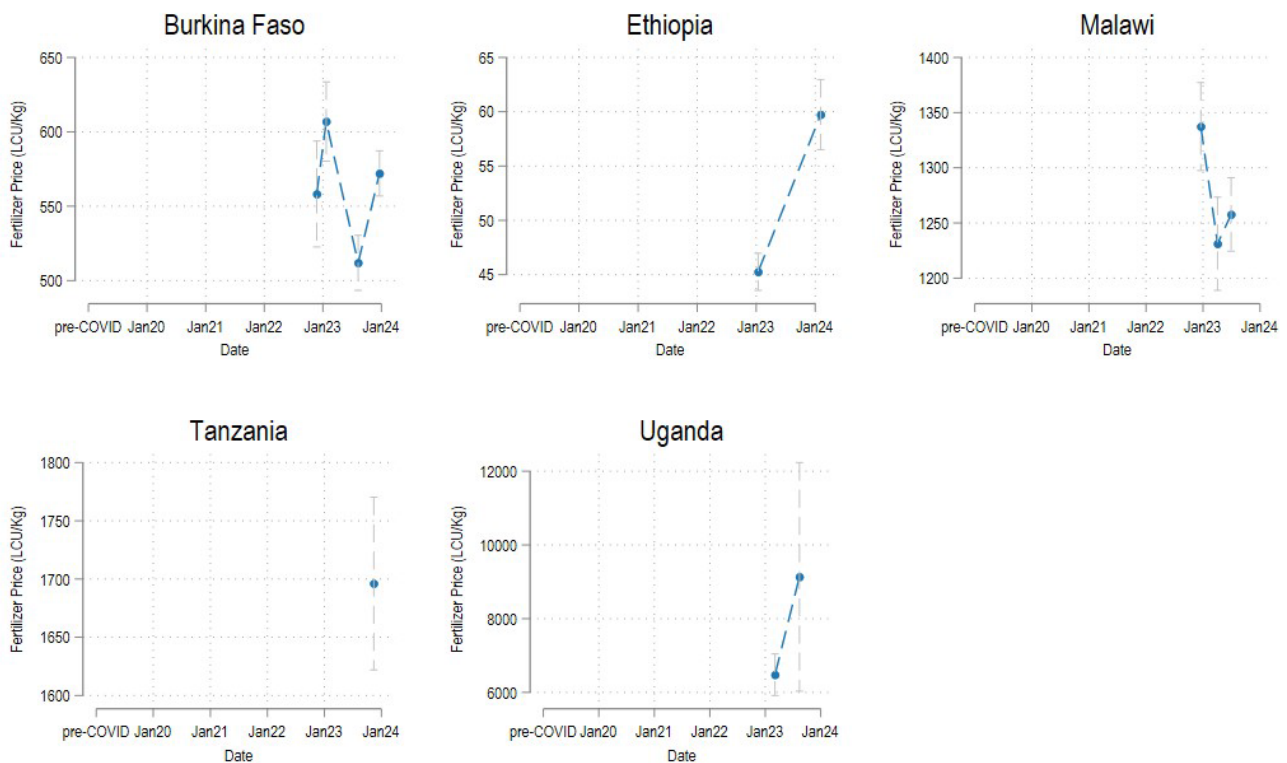 Burkina Faso
Fertilizer Price (LCU/Kg)
650
600
550
500
pre-COVID Jan20 Jan21 Jan22 Jan23 Jan24
Date
Ethiopia
Fertilizer Price (LCU/Kg)
65
60
55
50
45
pre-COVID Jan20 Jan21 Jan22 Jan23 Jan24
Date
Malawi
Fertilizer Price (LCU/Kg)
1400
1350
1300
1250
1200
pre-COVID Jan20 Jan21 Jan22 Jan23 Jan24
Date
Tanzania
Fertilizer Price (LCU/Kg)
1800
1750
1700
1650
1600
pre-COVID Jan20 Jan21 Jan22 Jan23 Jan24
Date
Uganda
Fertilizer Price (LCU/Kg)
12000
10000
8000
6000
pre-COVID Jan20 Jan21 Jan22 Jan23 Jan24
Date